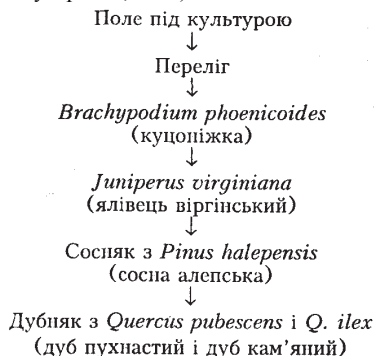 Поле під культурою
↓
Переліг
↓
Brachypodium phoenicoides
(куцоніжка)
↓
Juniperus virginiana
(ялівець віргінський)
↓
Сосняк з Pinus halepensis
(сосна алепська)
↓
Дубняк з Quercus pubescens і Q. ilex
(дуб пухнастий і дуб кам’яний)